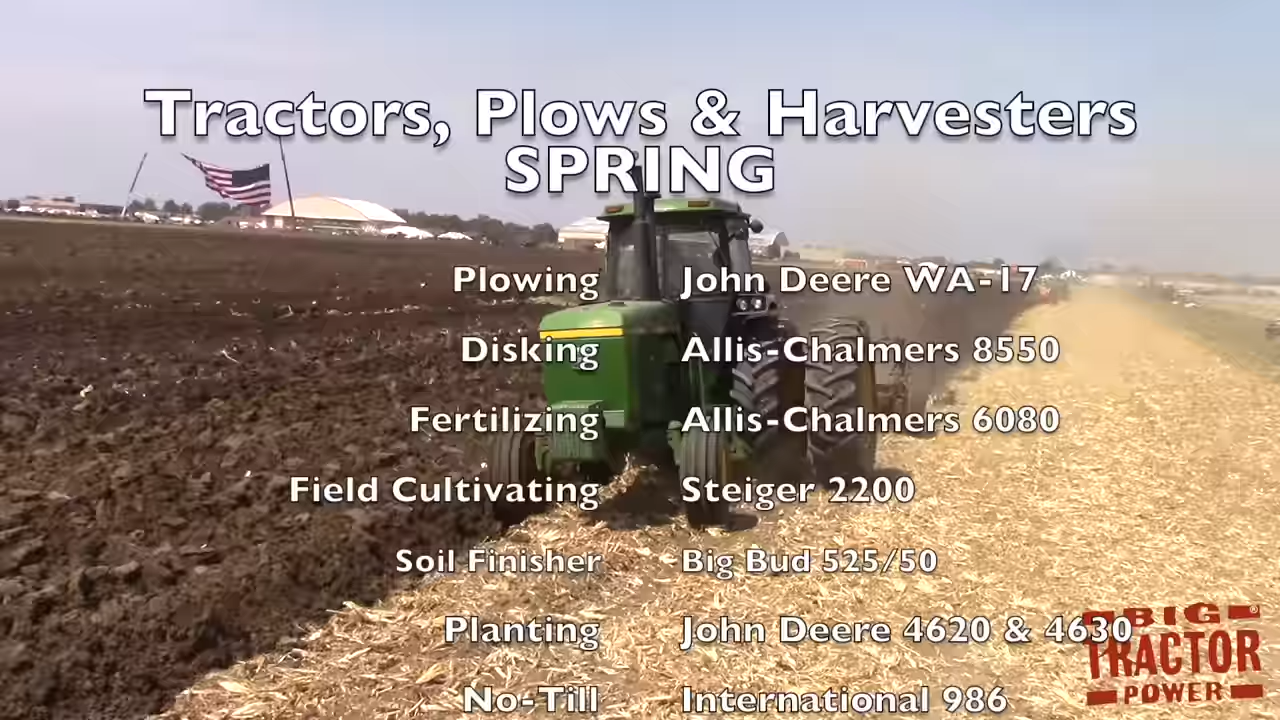 Tractors, Plows & Harvesters
SPRING
Plowing John Deere WA-17
Disking Allis-Chalmers 8550
Fertilizing Allis-Chalmers 6080
Field Cultivating Steiger 2200
Soil Finisher Big Bud 525/50
Planting John Deere 4620 & 4630
No-Till International 986
BIG ®
TRACTOR
POWER